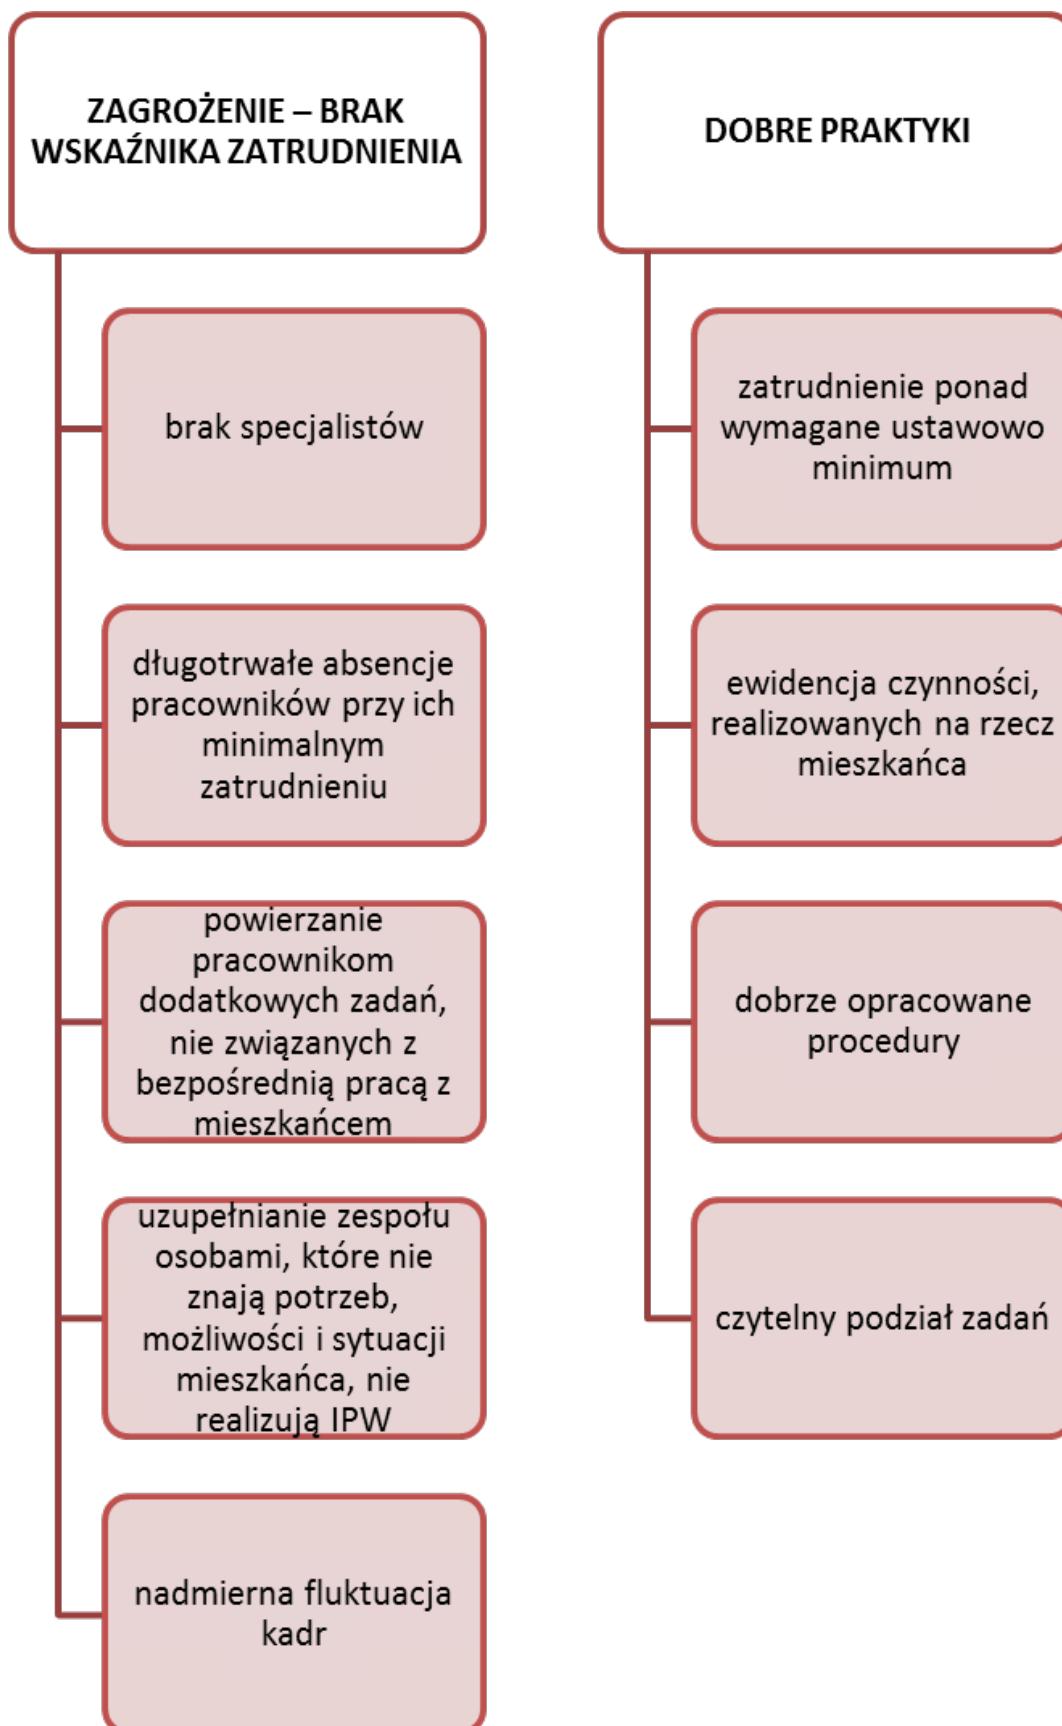 ZAGROŻENIE – BRAK
WSKAŹNIKA ZATRUDNIENIA
brak specjalistów
długotrwałe absencje
pracowników przy ich
minimalnym
zatrudnieniu
powierzanie
pracownikom
dodatkowych zadań,
nie związanych z
bezpośrednią pracą z
mieszkańcem
uzupełnianie zespołu
osobami, które nie
znają potrzeb,
możliwości i sytuacji
mieszkańca, nie
realizują IPW
nadmierna fluktuacja
kadr
DOBRE PRAKTYKI
zatrudnienie ponad
wymagane ustawowo
minimum
ewidencja czynności,
realizowanych na rzecz
mieszkańca
dobrze opracowane
procedury
czytelny podział zadań